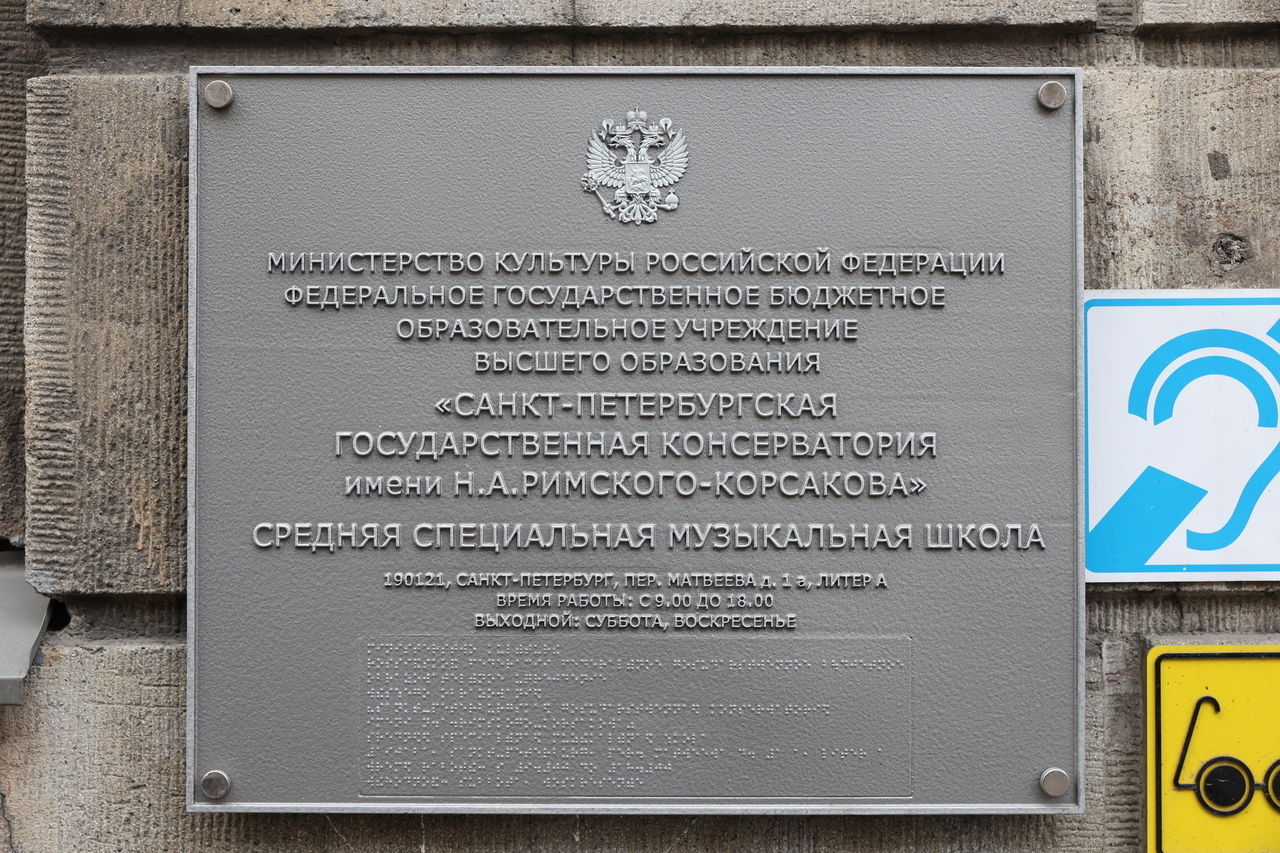 МИНИСТЕРСТВО КУЛЬТУРЫ РОССИЙСКОЙ ФЕДЕРАЦИИ
ФЕДЕРАЛЬНОЕ ГОСУДАРСТВЕННОЕ БЮДЖЕТНОЕ
ОБРАЗОВАТЕЛЬНОЕ УЧРЕЖДЕНИЕ
ВЫСШЕГО ОБРАЗОВАНИЯ
«САНКТ-ПЕТЕРБУРГСКАЯ
ГОСУДАРСТВЕННАЯ КОНСЕРВАТОРИЯ
имени Н.А.РИМСКОГО-КОРСАКОВА»
СРЕДНЯЯ СПЕЦИАЛЬНАЯ МУЗЫКАЛЬНАЯ ШКОЛА
190121, САНКТ-ПЕТЕРБУРГ, ПЕР. МАТВЕЕВА д. 1 а, ЛИТЕР А
ВРЕМЯ РАБОТЫ: С 9.00 ДО 18.00
ВЫХОДНОЙ: СУББОТА, ВОСКРЕСЕНЬЕ